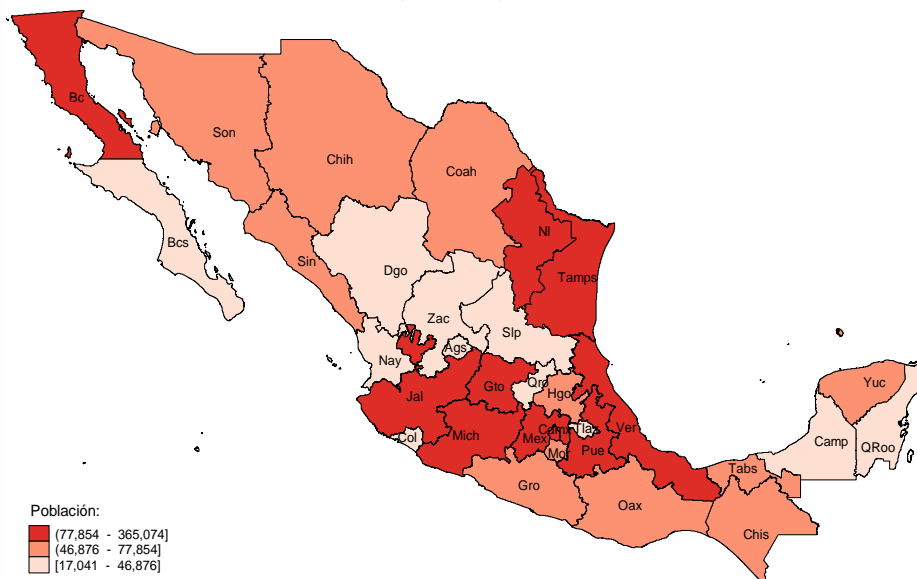 Bc
Son
Chih
Coah
Bcs
Nl
Sin
Dgo
Tamps
Zac
Slp
Nay
Ags
Gto
Qro
Hgo
Yuc
Jal
Col
Mich
Mex
Cdmx
Tlax
Ver
Mor
Pue
Camp
QRoo
Tabs
Gro
Oax
Chis
Población:
(77,854 - 365,074]
(46,876 - 77,854]
[17,041 - 46,876]